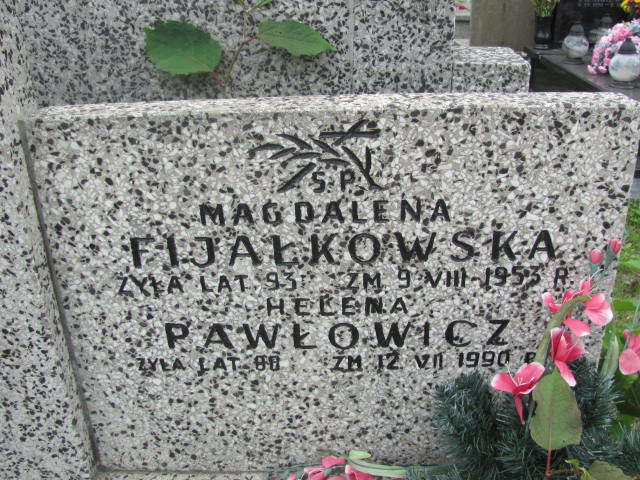 Ś.P.
MAGDALENA
FIJAŁKOWSKA
ŻYŁA LAT 93 ZM 9 VIII 1953 R
HELENA
PAWŁOWICZ
ŻYŁA LAT 88 ZM 12 VII 1990 R